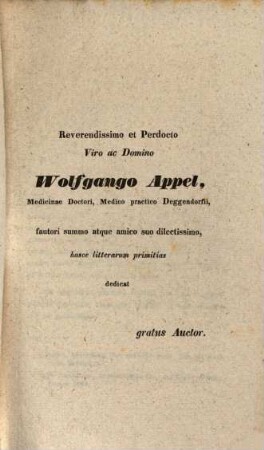 Reverendissimo et Perdocto
Viro ac Domino
Wolfgango Appel,
Medicinae Doctori, Medico practico Deggendorfii,
fautori summo atque amico suo dilectissimo,
hasce litterarum primitias
dedicat
gratus Auctor.